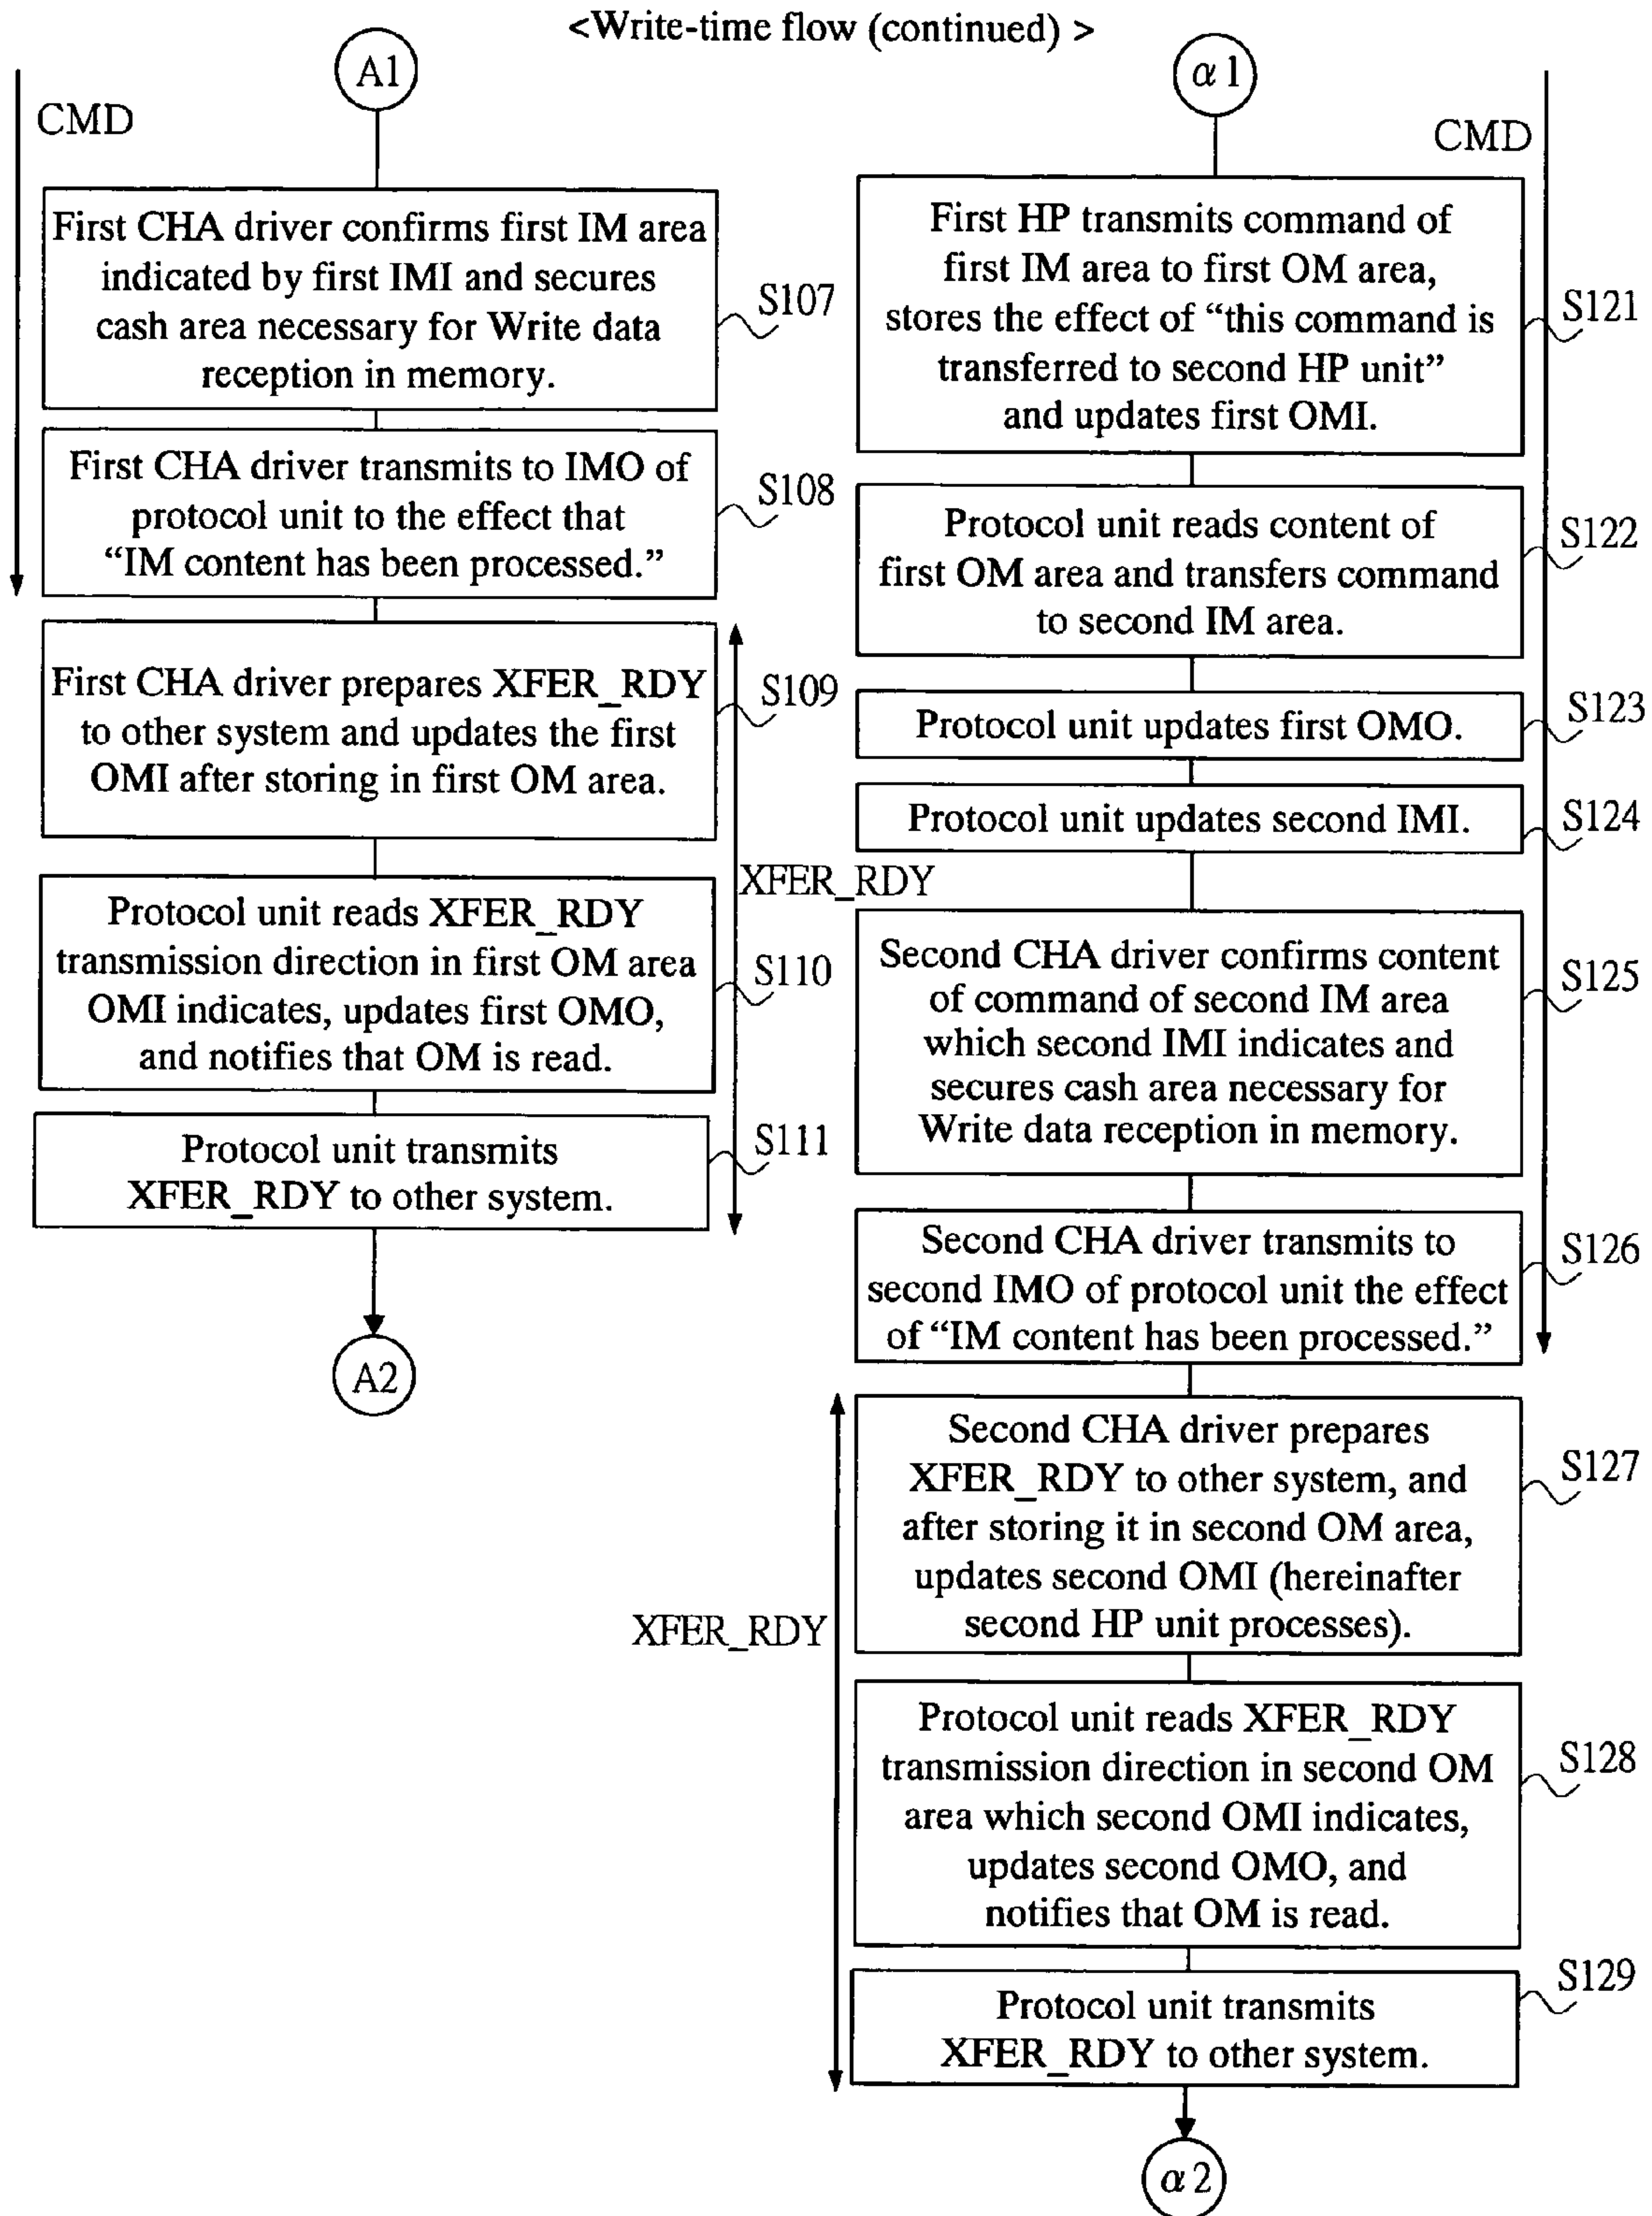 <Write-time flow (continued) >
A1
CMD
First CHA driver confirms first IM area
indicated by first IMI and secures
cash area necessary for Write data
reception in memory.
S107
First CHA driver transmits to IMO of
protocol unit to the effect that
“IM content has been processed.”
S108
First CHA driver prepares XFER_RDY
to other system and updates the first
OMI after storing in first OM area.
S109
XFER_RDY
Protocol unit reads XFER_RDY
transmission direction in first OM area
OMI indicates, updates first OMO,
and notifies that OM is read.
S110
Protocol unit transmits
XFER_RDY to other system.
S111
A2
α1
CMD
First HP transmits command of
first IM area to first OM area,
stores the effect of “this command is
transferred to second HP unit”
and updates first OMI.
S121
Protocol unit reads content of
first OM area and transfers command
to second IM area.
S122
Protocol unit updates first OMO.
S123
Protocol unit updates second IMI.
S124
Second CHA driver confirms content
of command of second IM area
which second IMI indicates and
secures cash area necessary for
Write data reception in memory.
S125
Second CHA driver transmits to
second IMO of protocol unit the effect
of “IM content has been processed.”
S126
Second CHA driver prepares
XFER_RDY to other system, and
after storing it in second OM area,
updates second OMI (hereinafter
second HP unit processes).
S127
XFER_RDY
Protocol unit reads XFER_RDY
transmission direction in second OM
area which second OMI indicates,
updates second OMO, and
notifies that OM is read.
S128
Protocol unit transmits
XFER_RDY to other system.
S129
α2